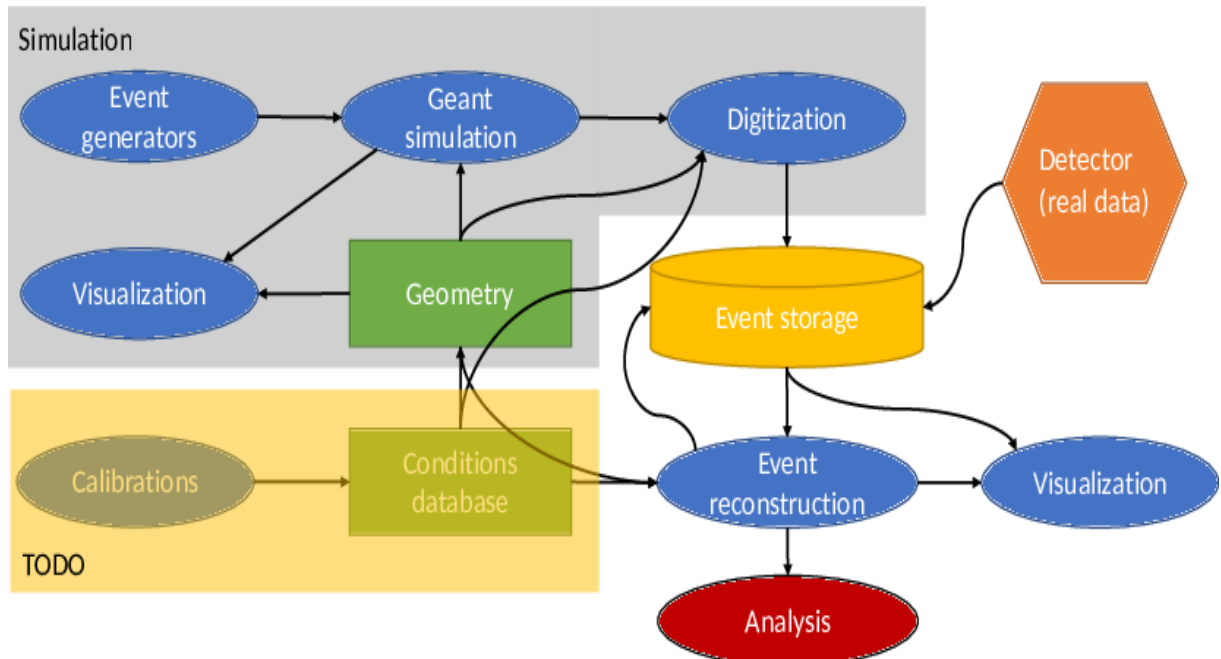 Simulation
Event
generators
Geant
simulation
Digitization
Detector
(real data)
Visualization
Geometry
Event storage
Calibrations
Conditions
database
Event
reconstruction
Visualization
TODO
Analysis